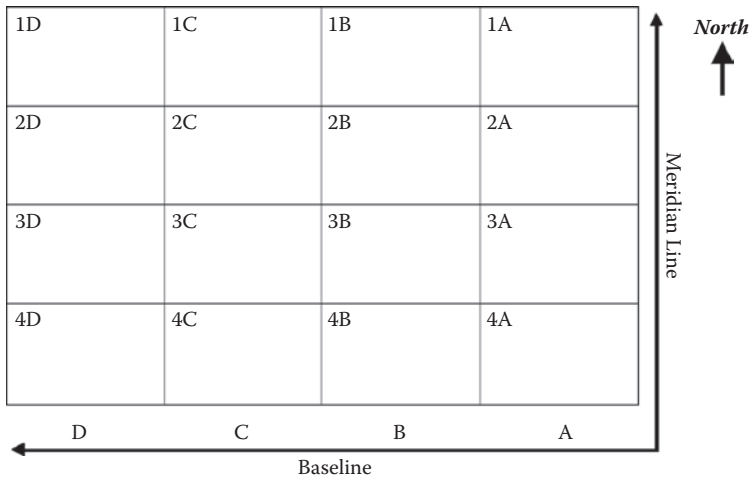 1D 1C 1B 1A
North
2D 2C 2B 2A
Meridian Line
3D 3C 3B 3A
4D 4C 4B 4A
D C B A
Baseline